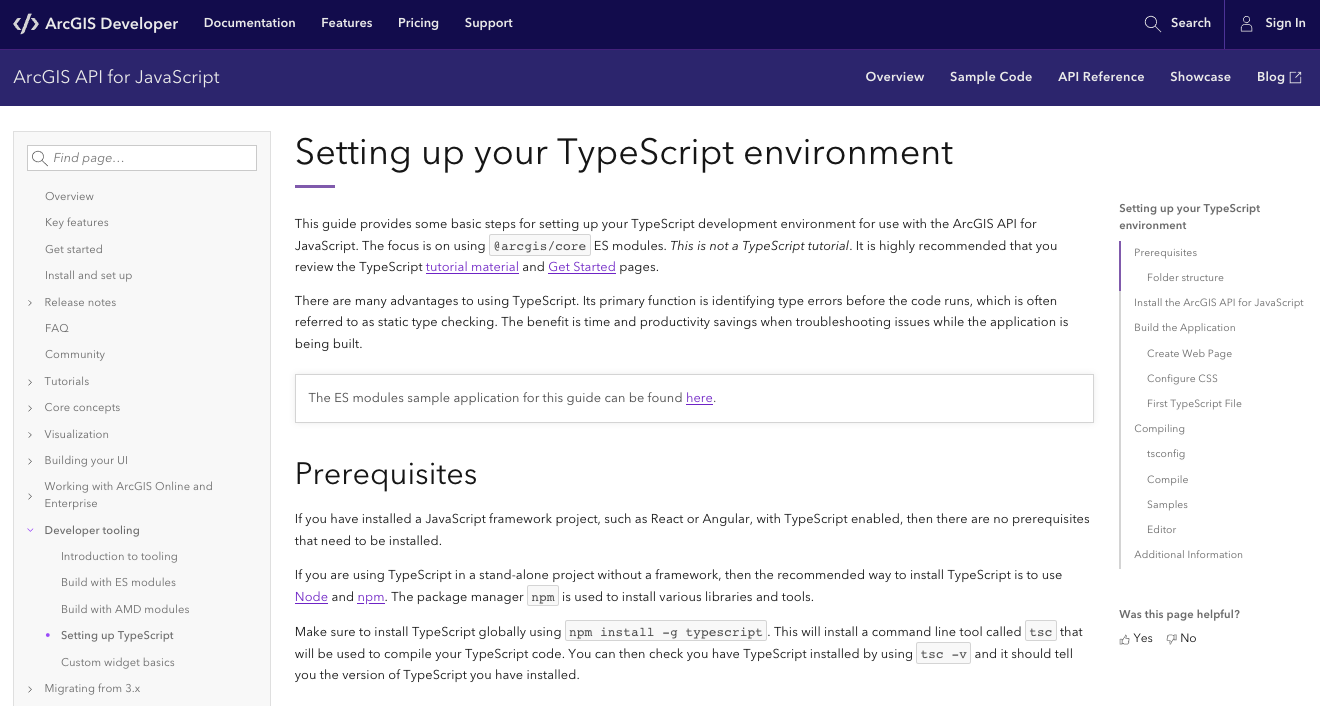 </> ArcGIS Developer Documentation Features Pricing Support Search Sign In
ArcGIS API for JavaScript Overview Sample Code API Reference Showcase Blog
Find page...
Overview
Key features
Get started
Install and set up
Release notes
FAQ
Community
Tutorials
Core concepts
Visualization
Building your UI
Working with ArcGIS Online and
Enterprise
Developer tooling
Introduction to tooling
Build with ES modules
Build with AMD modules
Setting up TypeScript
Custom widget basics
Migrating from 3.x
Setting up your TypeScript environment
This guide provides some basic steps for setting up your TypeScript development environment for use with the ArcGIS API for
JavaScript. The focus is on using @arcgis/core ES modules. This is not a TypeScript tutorial. It is highly recommended that you
review the TypeScript tutorial material and Get Started pages.
There are many advantages to using TypeScript. Its primary function is identifying type errors before the code runs, which is often
referred to as static type checking. The benefit is time and productivity savings when troubleshooting issues while the application is
being built.
The ES modules sample application for this guide can be found here.
Prerequisites
If you have installed a JavaScript framework project, such as React or Angular, with TypeScript enabled, then there are no prerequisites
that need to be installed.
If you are using TypeScript in a stand-alone project without a framework, then the recommended way to install TypeScript is to use
Node and npm. The package manager npm is used to install various libraries and tools.
Make sure to install TypeScript globally using npm install -g typescript. This will install a command line tool called tsc that
will be used to compile your TypeScript code. You can then check you have TypeScript installed by using tsc -v and it should tell
you the version of TypeScript you have installed.
Setting up your TypeScript
environment
Prerequisites
Folder structure
Install the ArcGIS API for JavaScript
Build the Application
Create Web Page
Configure CSS
First TypeScript File
Compiling
tsconfig
Compile
Samples
Editor
Additional Information
Was this page helpful?
Yes No